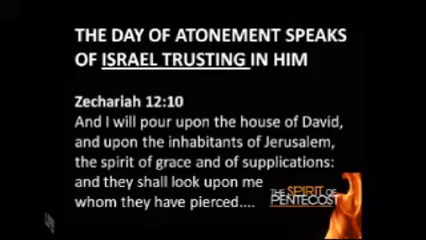 THE DAY OF ATONEMENT SPEAKS
OF ISRAEL TRUSTING IN HIM
Zechariah 12:10
And I will pour upon the house of David,
and upon the inhabitants of Jerusalem,
the spirit of grace and of supplications:
and they shall look upon me
whom they have pierced....
THE SPIRIT OF
PENTECOST